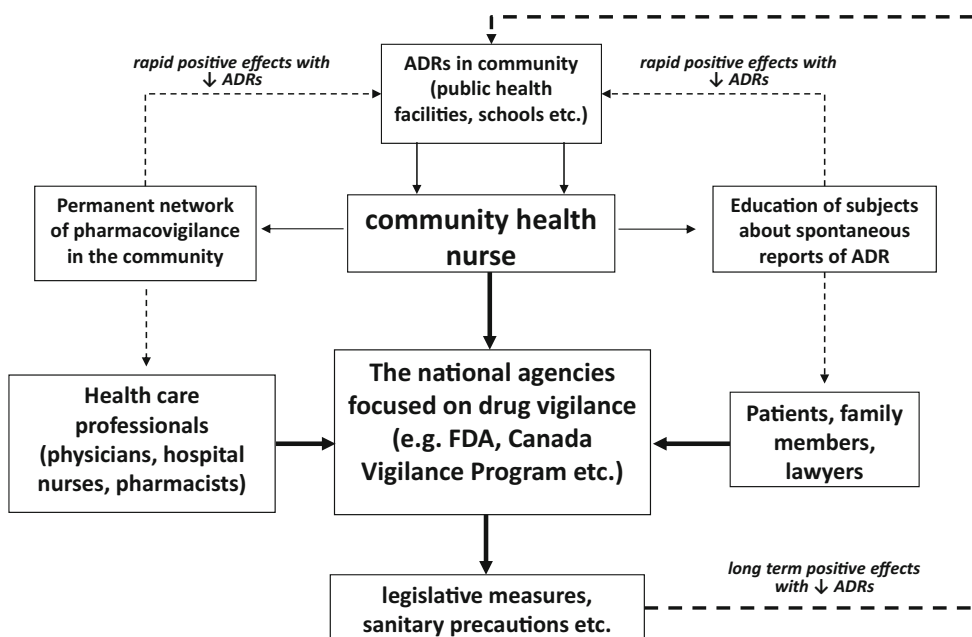 rapid positive effects with
↓ ADRs
ADRs in community
(public health
facilities, schools etc.)
rapid positive effects with
↓ ADRs
Permanent network
of pharmacovigilance
in the community
community health
nurse
Education of subjects
about spontaneous
reports of ADR
Health care
professionals
(physicians, hospital
nurses, pharmacists)
The national agencies
focused on drug vigilance
(e.g. FDA, Canada
Vigilance Program etc.)
Patients, family
members,
lawyers
legislative measures,
sanitary precautions etc.
long term positive effects
with ↓ ADRs